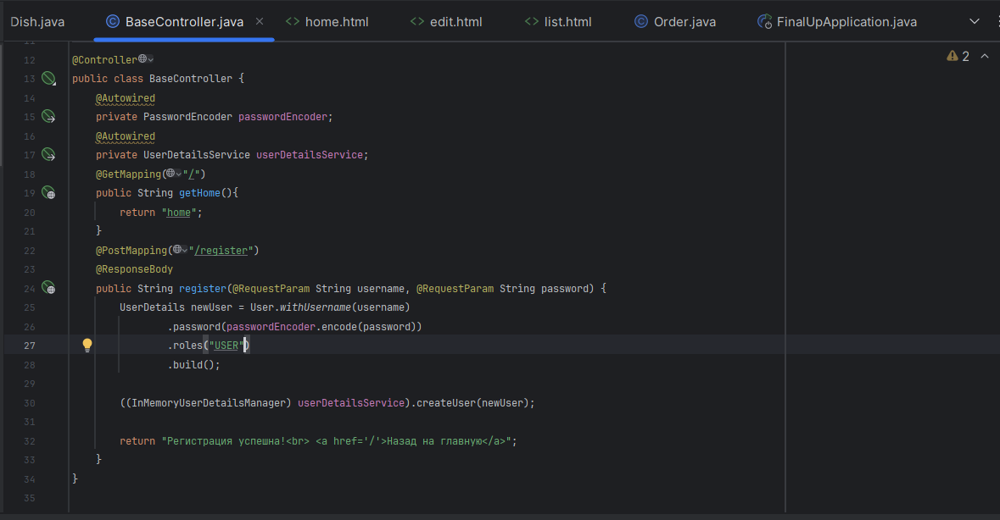 Dish.java BaseController.java home.html edit.html list.html Order.java FinalUpApplication.java
2
11
12 @Controller
13 public class BaseController {
14 @Autowired
15 private PasswordEncoder passwordEncoder;
16 @Autowired
17 private UserDetailsService userDetailsService;
18 @GetMapping("/")
19 public String getHome(){
20 return "home";
21 }
22 @PostMapping("/register")
23 @ResponseBody
24 public String register(@RequestParam String username, @RequestParam String password) {
25 UserDetails newUser = User.withUsername(username)
26 .password(passwordEncoder.encode(password))
27 .roles("USER")
28 .build();
29
30 ((InMemoryUserDetailsManager) userDetailsService).createUser(newUser);
31
32 return "Регистрация успешна!<br> <a href='/'>Назад на главную</a>";
33 }
34 }
35